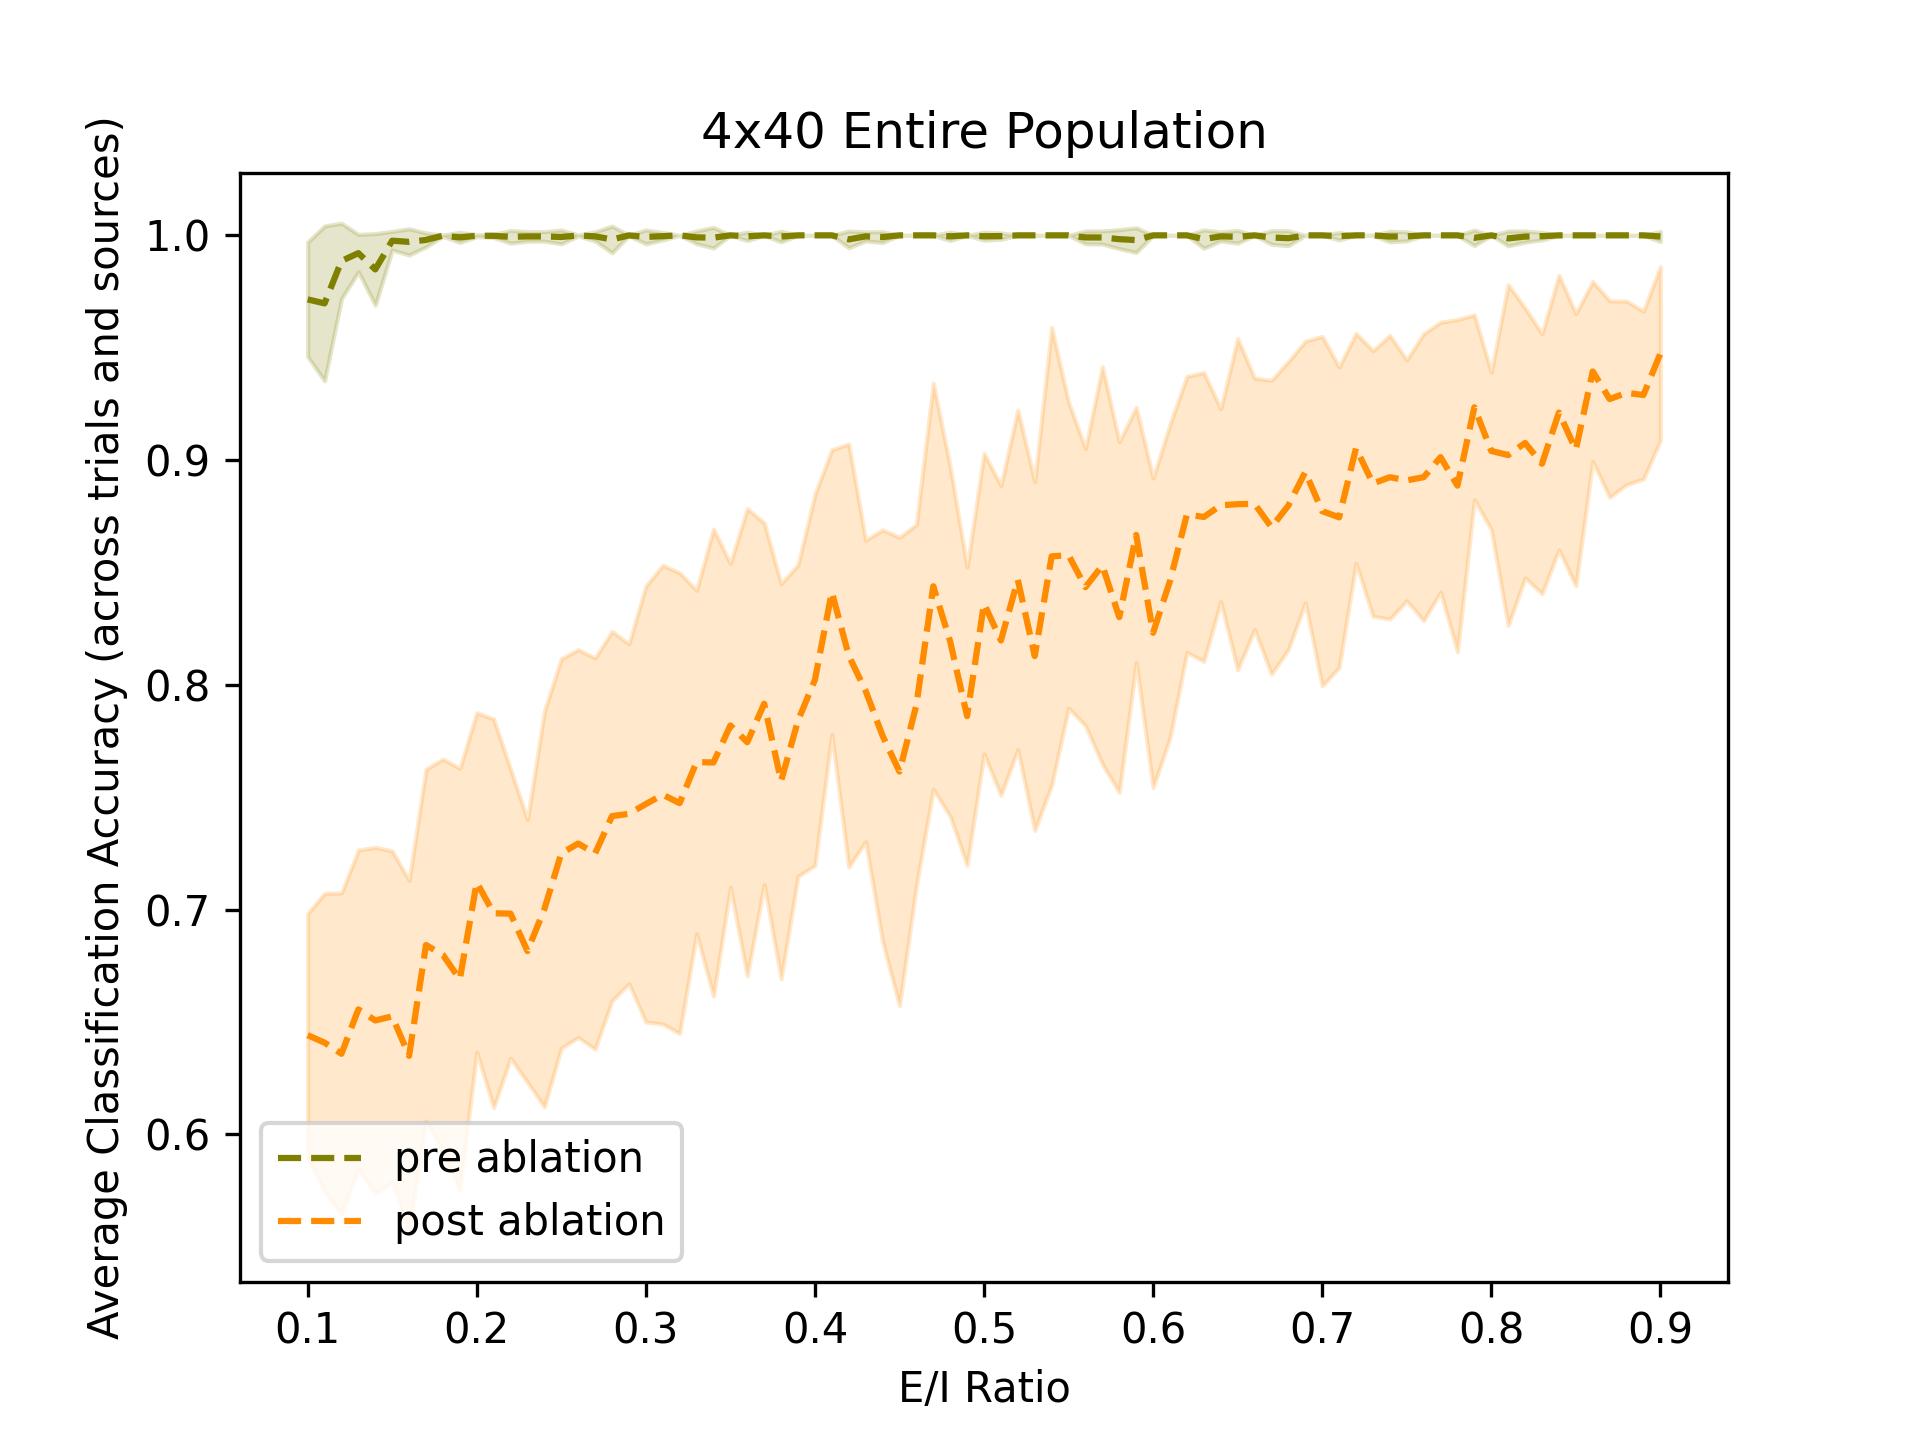 4x40 Entire Population
Average Classification Accuracy (across trials and sources)
1.0
0.9
0.8
0.7
0.6
pre ablation
post ablation
0.1 0.2 0.3 0.4 0.5 0.6 0.7 0.8 0.9
E/I Ratio